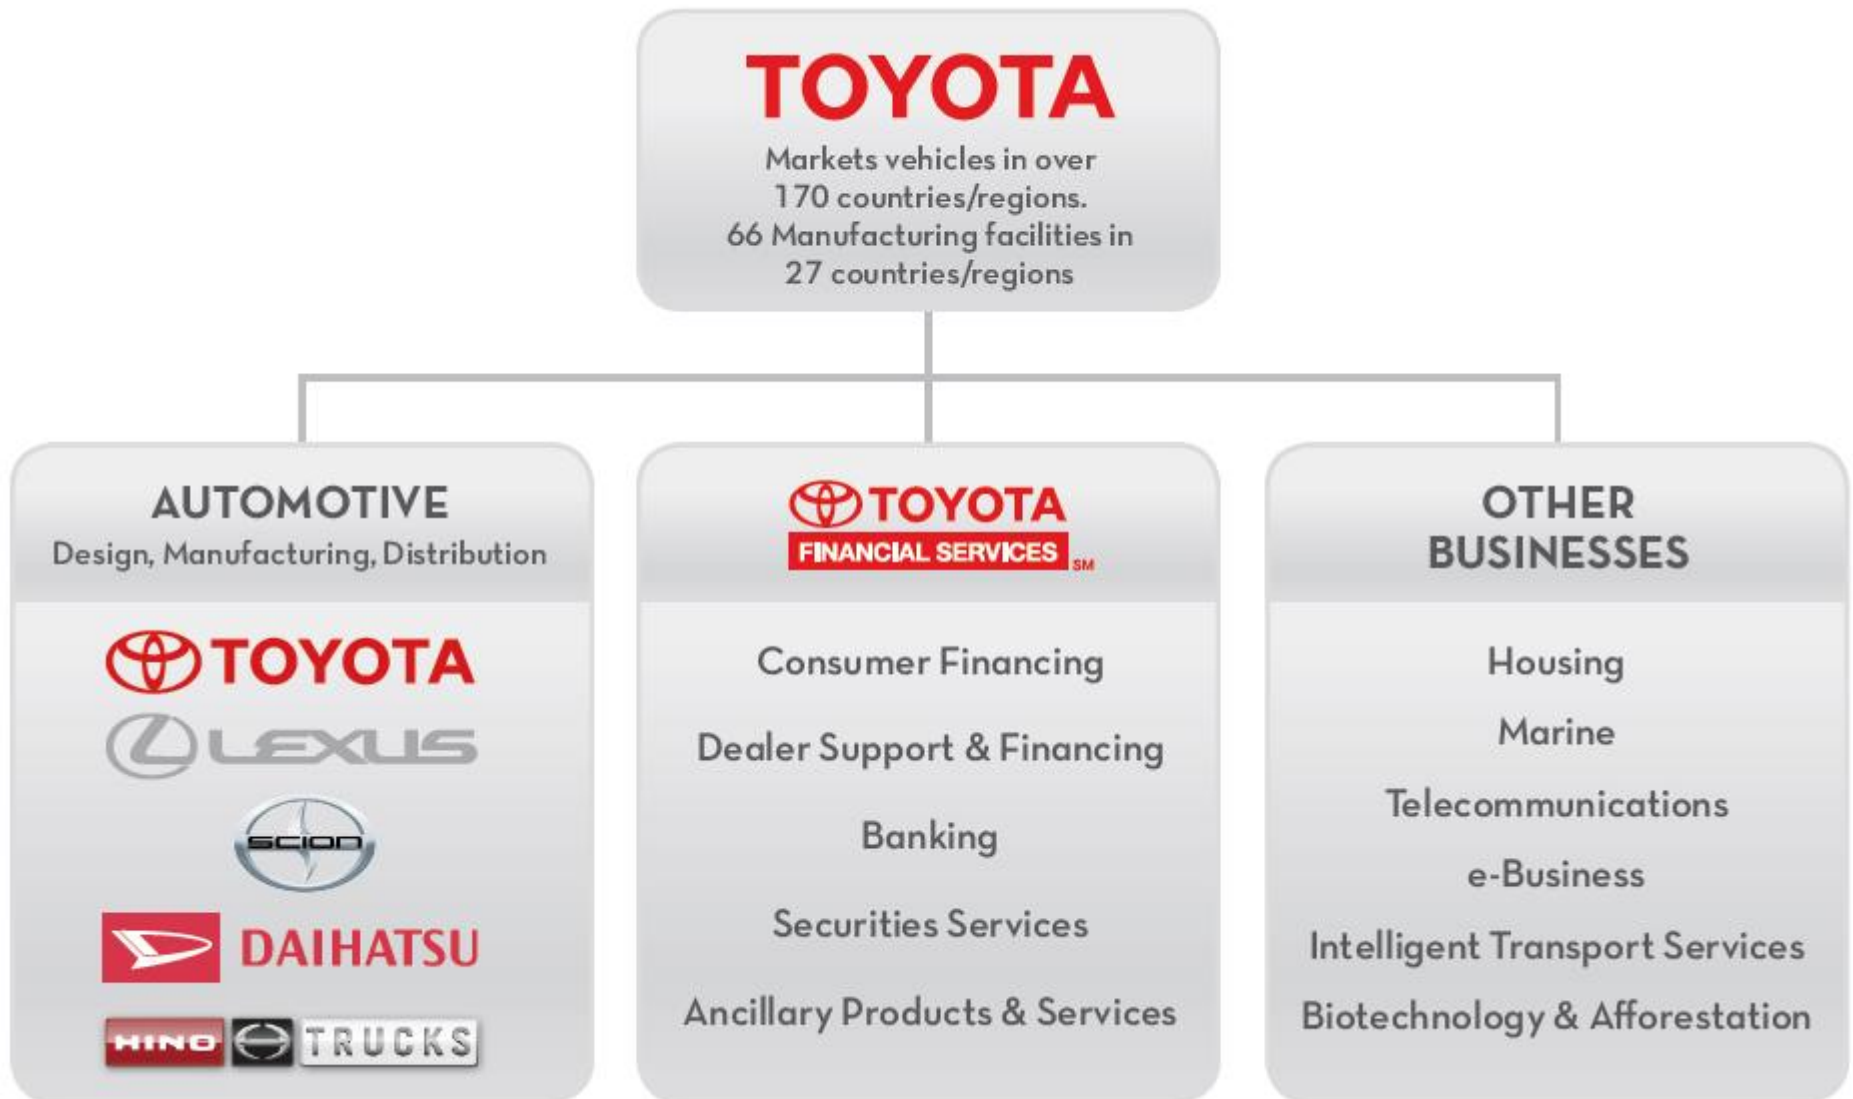 TOYOTA
Markets vehicles in over
170 countries/regions.
66 Manufacturing facilities in
27 countries/regions
AUTOMOTIVE
Design, Manufacturing, Distribution
TOYOTA
LEXUS
SCION
DAIHATSU
HINO TRUCKS
TOYOTA
FINANCIAL SERVICES SM
Consumer Financing
Dealer Support & Financing
Banking
Securities Services
Ancillary Products & Services
OTHER
BUSINESSES
Housing
Marine
Telecommunications
e-Business
Intelligent Transport Services
Biotechnology & Afforestation